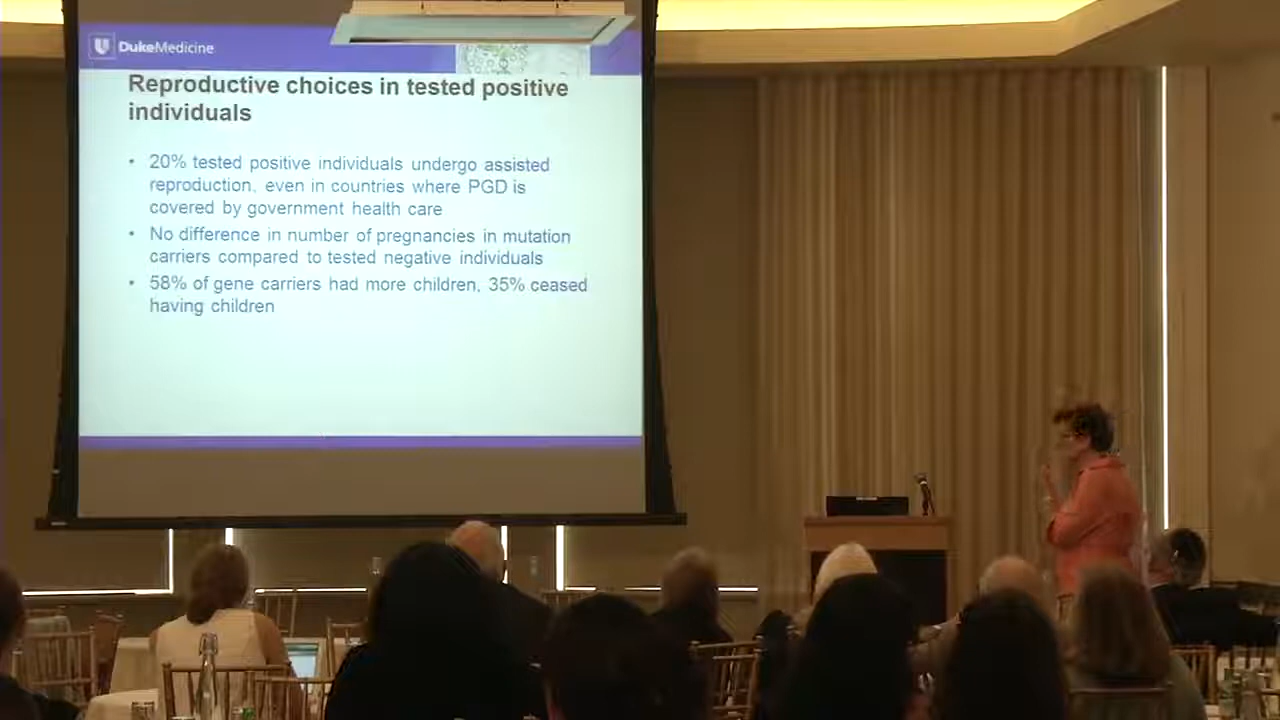 DukeMedicine
Reproductive choices in tested positive
individuals
• 20% tested positive individuals undergo assisted
reproduction, even in countries where PGD is
covered by government health care
• No difference in number of pregnancies in mutation
carriers compared to tested negative individuals
• 58% of gene carriers had more children, 35% ceased
having children